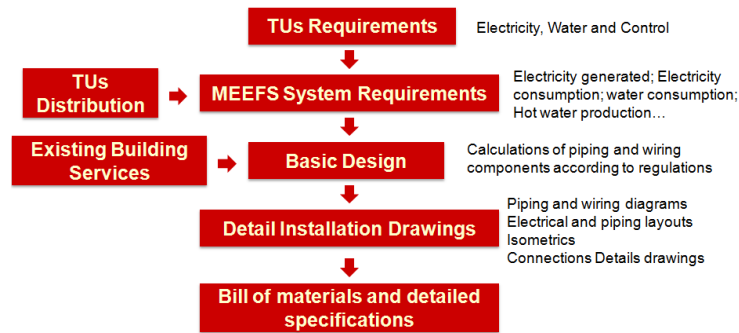 TUs Requirements
Electricity, Water and Control
TUs
Distribution
MEEFS System Requirements
Electricity generated; Electricity
consumption; water consumption;
Hot water production…
Existing Building
Services
Basic Design
Calculations of piping and wiring
components according to regulations
Detail Installation Drawings
Piping and wiring diagrams
Electrical and piping layouts
Isometrics
Connections Details drawings
Bill of materials and detailed
specifications